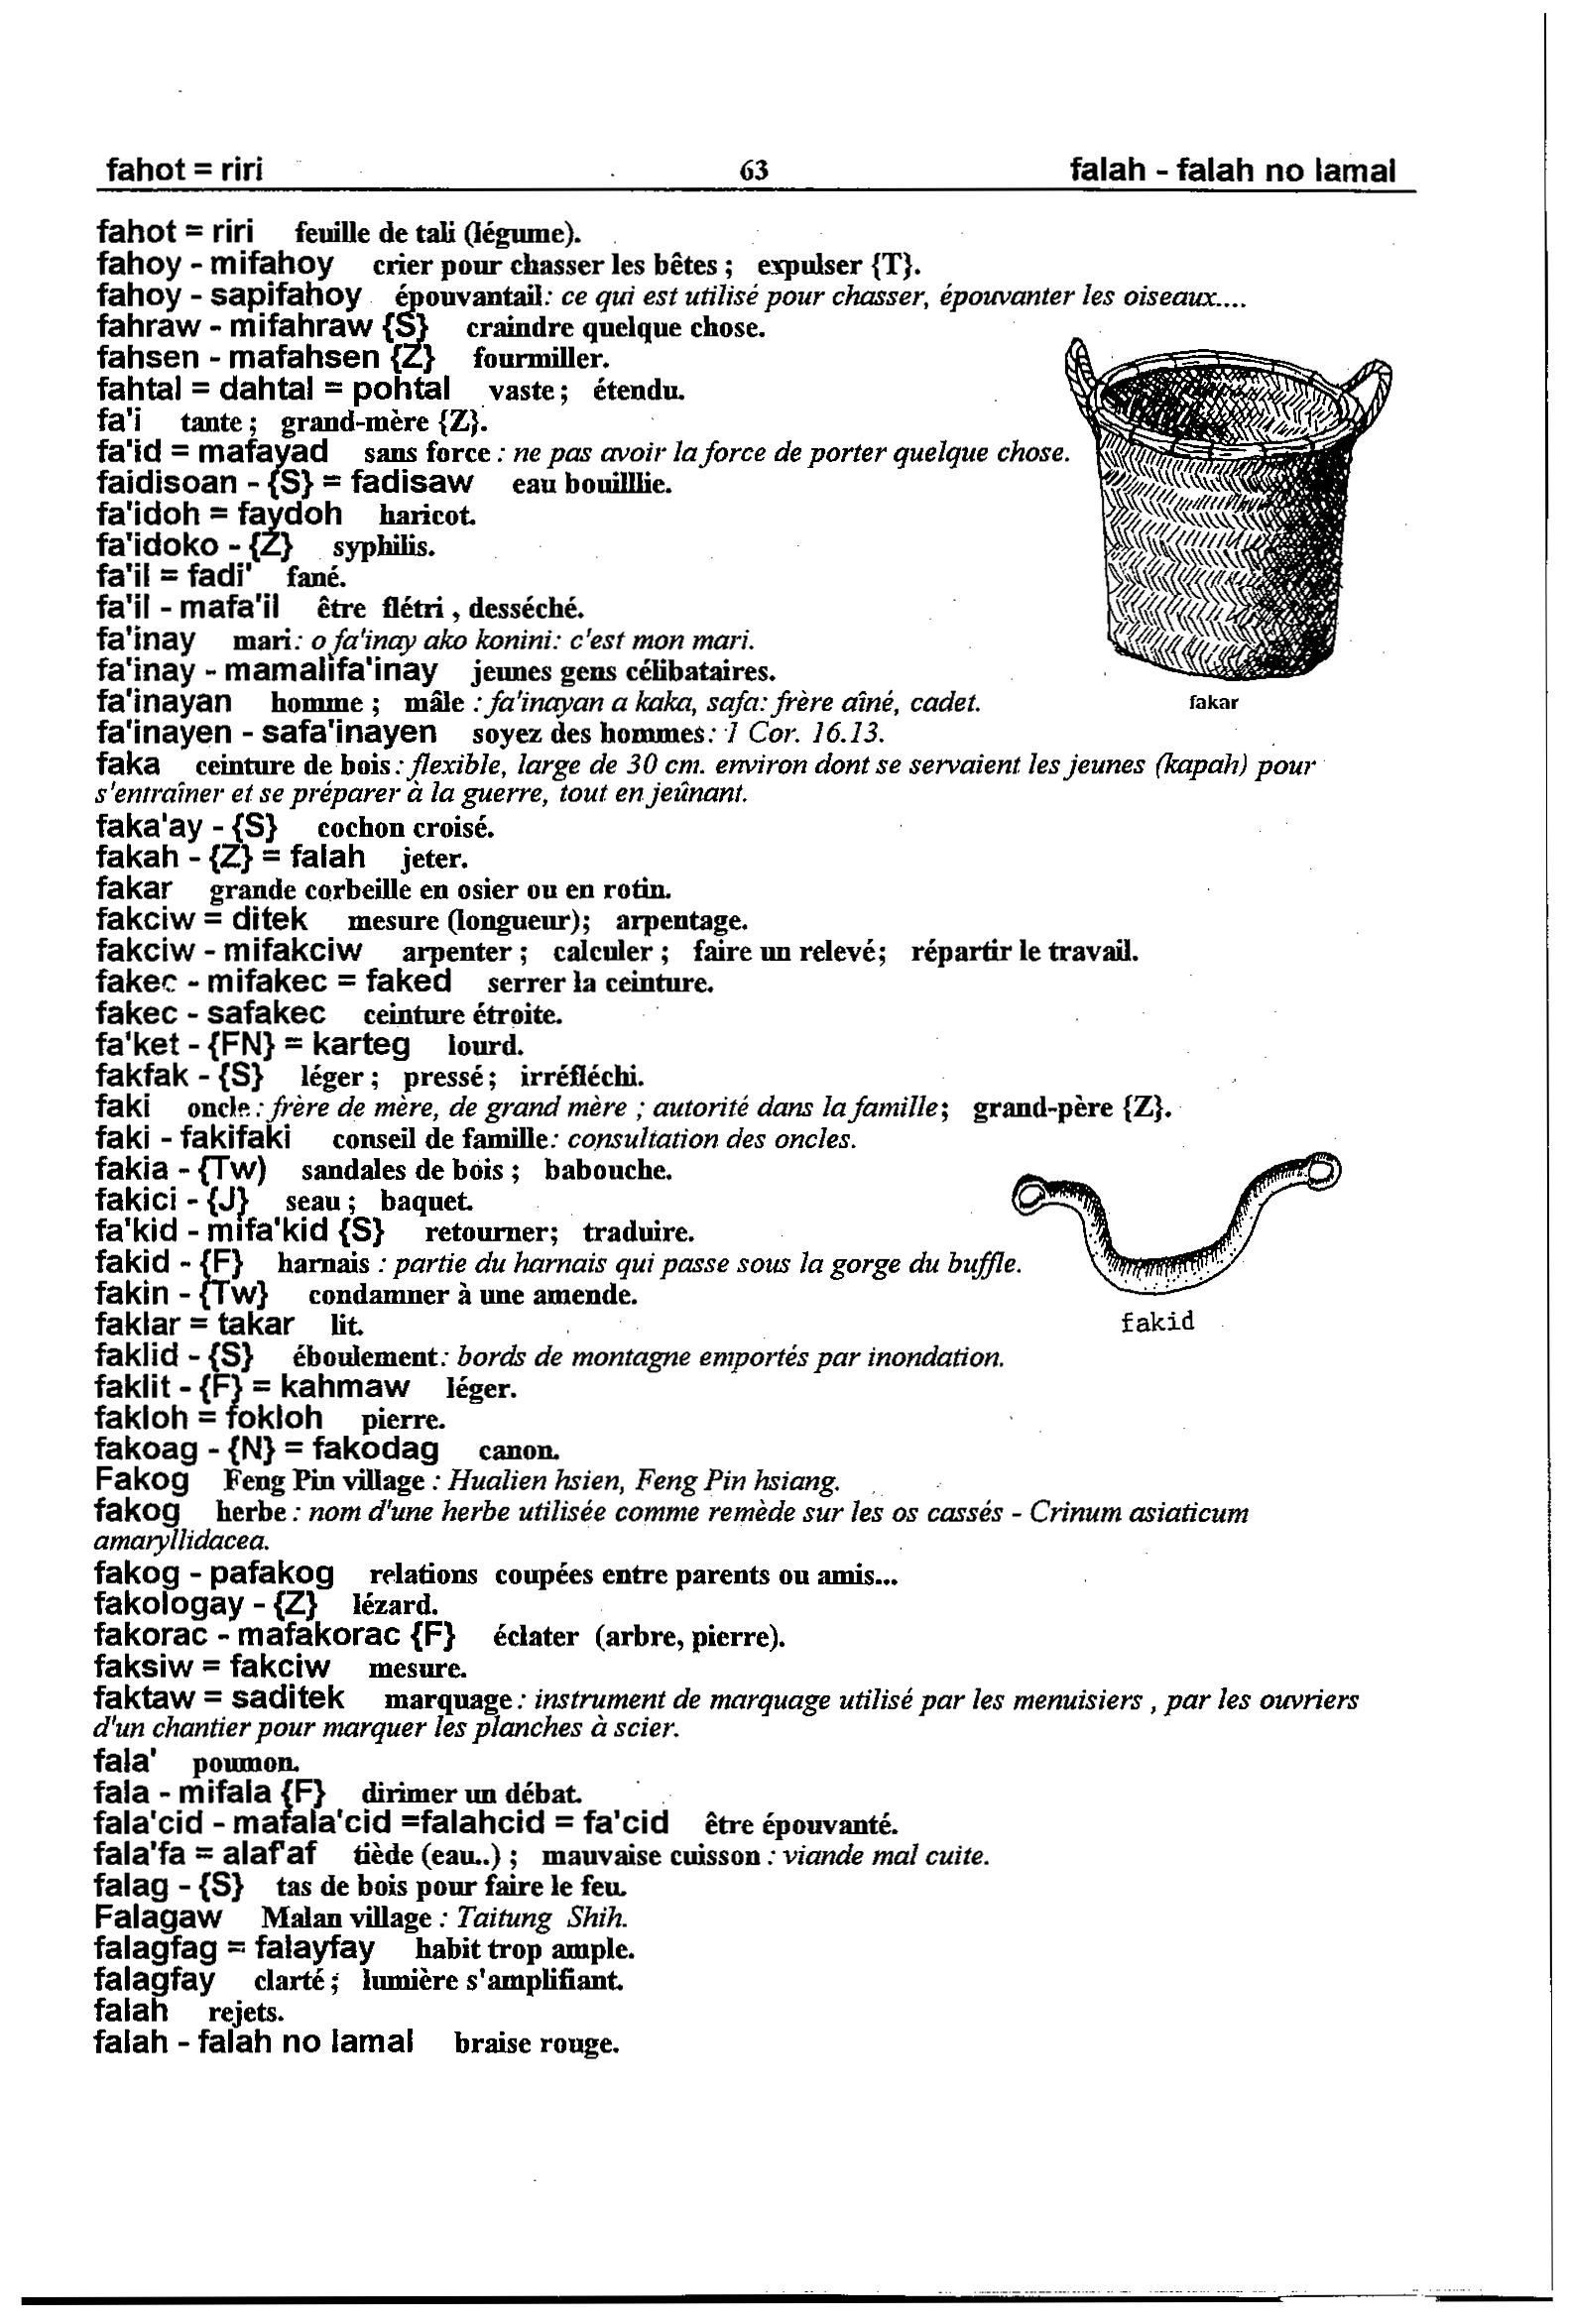 fahot = riri 63 falah - falah no lamal
fahot = riri feuille de tali (légume).
fahoy - mifahoy crier pour chasser les bêtes ; expulser {T}.
fahoy - sapifahoy épouvantail: ce qui est utilisé pour chasser, épouvanter les oiseaux....
fahraw - mifahraw {S} craindre quelque chose.
fahsen - mafahsen {Z} fourmiller.
fahtal = dahtal = pohtal vaste ; étendu.
fa'i tante ; grand-mère {Z}.
fa'id = mafayad sans force : ne pas avoir la force de porter quelque chose.
faidisoan - {S} = fadisaw eau bouilllie.
fa'idoh = faydoh haricot.
fa'idoko - {Z} syphilis.
fa'il = fadi' fané.
fa'il - mafa'il être flétri , desséché.
fa'inay mari: o fa'inay ako konini: c'est mon mari.
fa'inay - mamalifa'inay jeunes gens célibataires.
fa'inayan homme ; mâle : fa'inayan a kaka, safa: frère aîné, cadet.
fakar
fa'inayen - safa'inayen soyez des hommes: 1 Cor. 16.13.
faka ceinture de bois : flexible, large de 30 cm. environ dont se servaient les jeunes (kapah) pour
s'entraîner et se préparer à la guerre, tout en jeûnant.
faka'ay - {S} cochon croisé.
fakah - {Z} = falah jeter.
fakar grande corbeille en osier ou en rotin.
fakciw = ditek mesure (longueur); arpentage.
fakciw - mifakciw arpenter ; calculer ; faire un relevé; répartir le travail.
fakec - mifakec = faked serrer la ceinture.
fakec - safakec ceinture étroite.
fa'ket - {FN} = karteg lourd.
fakfak - {S} léger ; pressé ; irréfléchi.
faki oncle : frère de mère, de grand mère ; autorité dans la famille; grand-père {Z}.
faki - fakifaki conseil de famille: consultation des oncles.
fakia - {Tw) sandales de bois ; babouche.
fakici - {J} seau ; baquet.
fa'kid - mifa'kid {S} retourner; traduire.
fakid - {F} harnais : partie du harnais qui passe sous la gorge du buffle.
fakin - {Tw} condamner à une amende.
faklar = takar lit.
fakid
faklid - {S} éboulement: bords de montagne emportés par inondation.
faklit - {F} = kahmaw léger.
fakloh = fokloh pierre.
fakoag - {N} = fakodag canon.
Fakog Feng Pin village : Hualien hsien, Feng Pin hsiang.
fakog herbe : nom d'une herbe utilisée comme remède sur les os cassés - Crinum asiaticum
amaryllidacea.
fakog - pafakog relations coupées entre parents ou amis...
fakologay - {Z} lézard.
fakorac - mafakorac {F} éclater (arbre, pierre).
faksiw = fakciw mesure.
faktaw = saditek marquage : instrument de marquage utilisé par les menuisiers , par les ouvriers
d'un chantier pour marquer les planches à scier.
fala' poumon.
fala - mifala {F} dirimer un débat.
fala'cid - mafala'cid =falahcid = fa'cid être épouvanté.
fala'fa = alaf'af tiède (eau..) ; mauvaise cuisson : viande mal cuite.
falag - {S} tas de bois pour faire le feu.
Falagaw Malan village : Taitung Shih.
falagfag = falayfay habit trop ample.
falagfay clarté ; lumière s'amplifiant.
falah rejets.
falah - falah no lamal braise rouge.